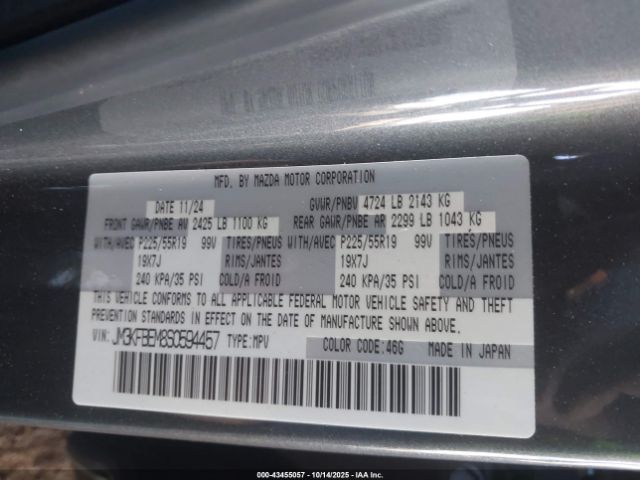 MFD. BY MAZDA MOTOR CORPORATION
DATE 11/24 GVWR/PNBV 4724 LB 2143 KG
FRONT GAWR/PNBE AV 2425 LB 1100 KG REAR GAWR/PNBE AR 2299 LB 1043 KG
WITH/AVEC P225/55R19 99V TIRES/PNEUS WITH/AVEC P225/55R19 99V TIRES/PNEUS
19X7J RIMS/JANTES 19X7J RIMS/JANTES
240 KPA/35 PSI COLD/A FROID 240 KPA/35 PSI COLD/A FROID
THIS VEHICLE CONFORMS TO ALL APPLICABLE FEDERAL MOTOR VEHICLE SAFETY AND THEFT
PREVENTION STANDARDS IN EFFECT ON THE DATE OF MANUFACTURE SHOWN ABOVE.
VIN: JM3KFBEM8S0594457 TYPE:MPV COLOR CODE:46G MADE IN JAPAN
000-43455057 - 10/14/2025 - IAAI.COM